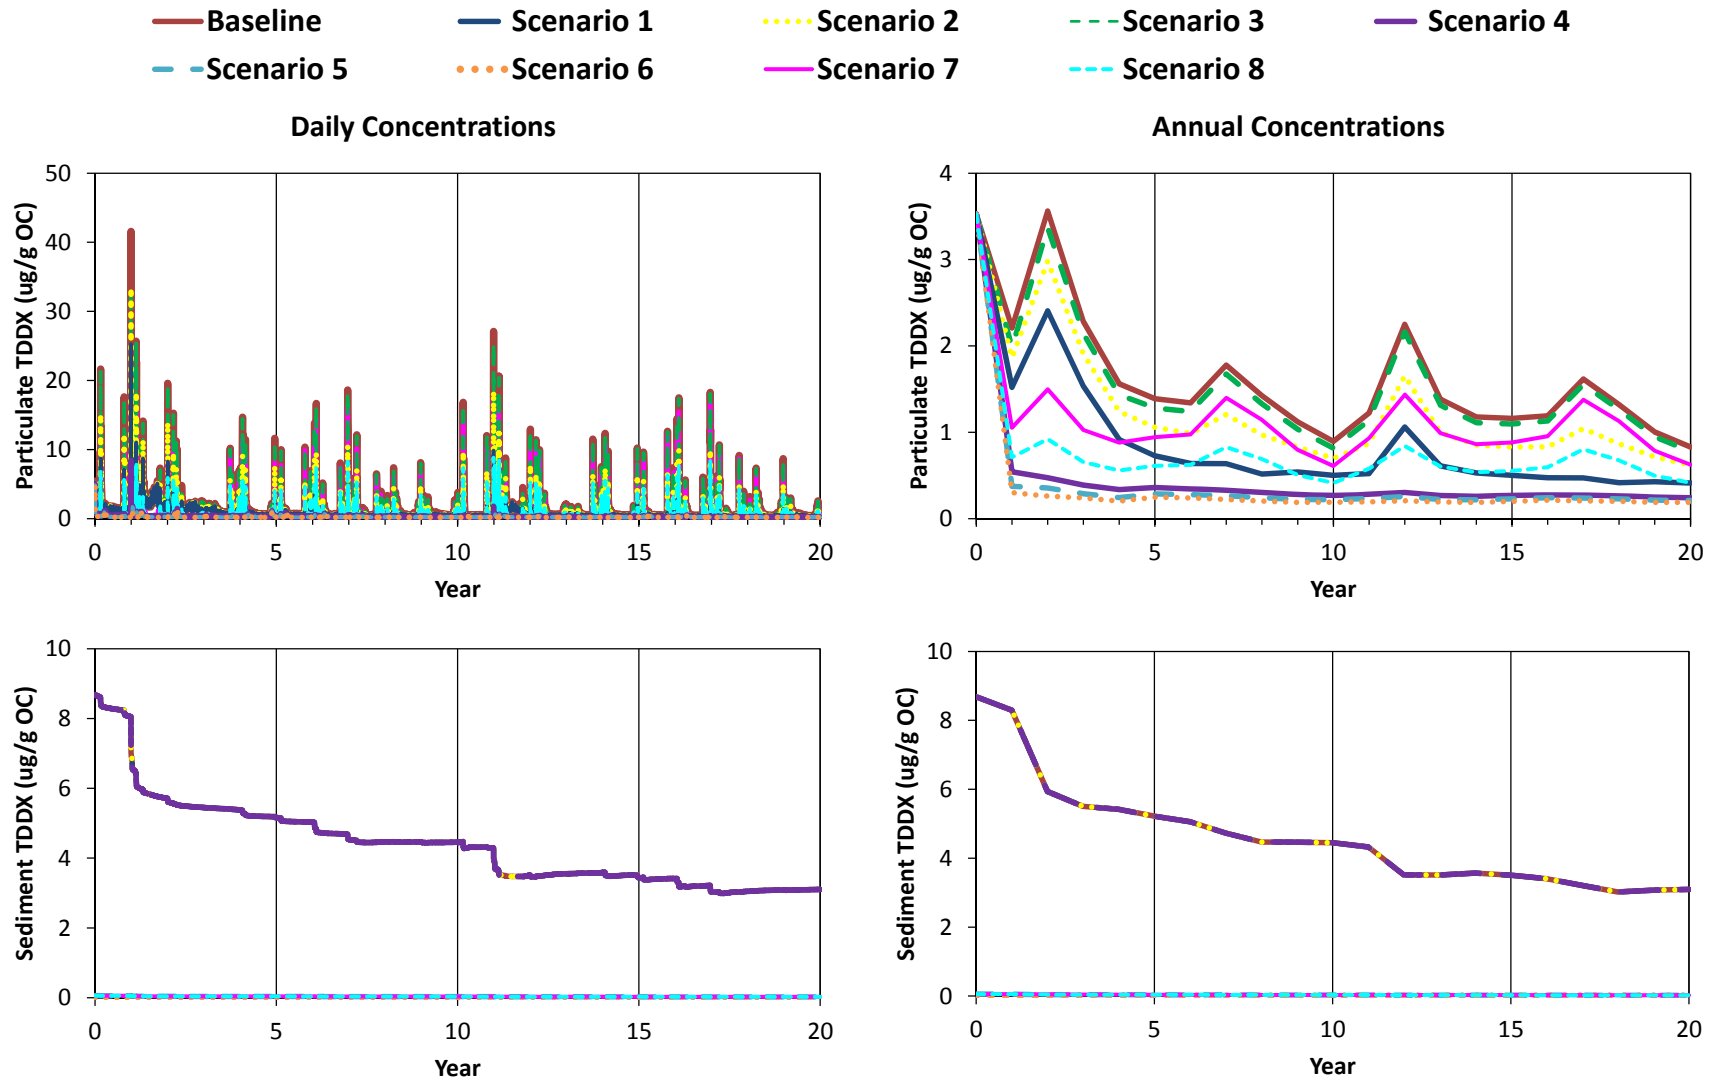 Baseline Scenario 1 Scenario 2 Scenario 3 Scenario 4
Scenario 5 Scenario 6 Scenario 7 Scenario 8
Daily Concentrations
Particulate TDDX (ug/g OC)
50
40
30
20
10
0
0 5 10 15 20
Year
Annual Concentrations
Particulate TDDX (ug/g OC)
4
3
2
1
0
0 5 10 15 20
Year
Sediment TDDX (ug/g OC)
10
8
6
4
2
0
0 5 10 15 20
Year
Sediment TDDX (ug/g OC)
10
8
6
4
2
0
0 5 10 15 20
Year